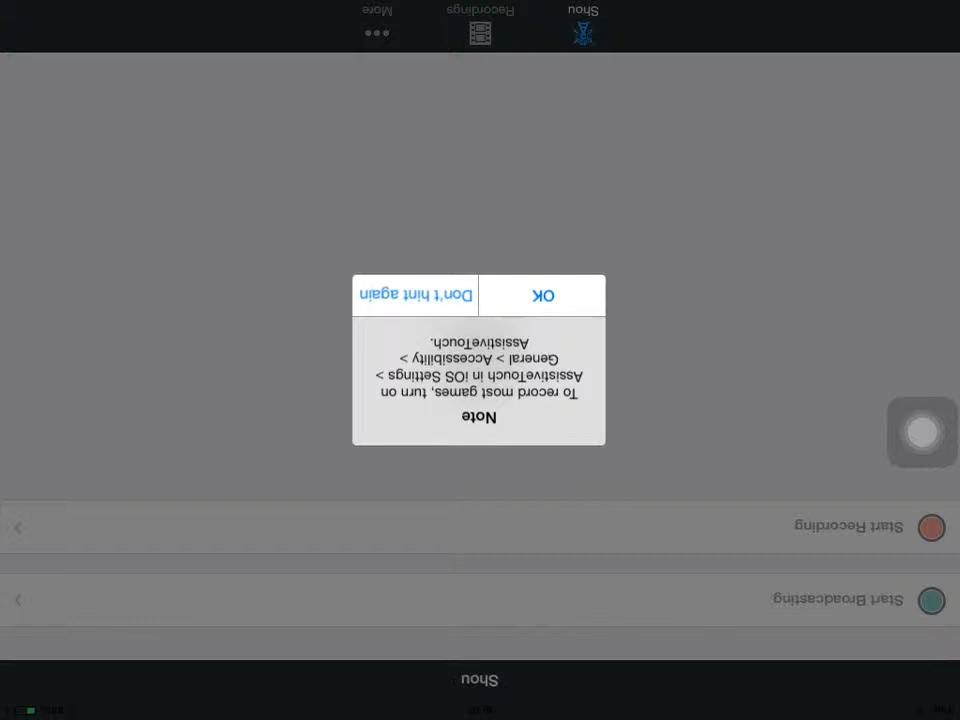 Shou
Start Broadcasting
Start Recording
Note
To record most games, turn on
AssistiveTouch in iOS Settings >
General > Accessibility >
AssistiveTouch.
OK
Don't hint again
Shou
Recordings
More